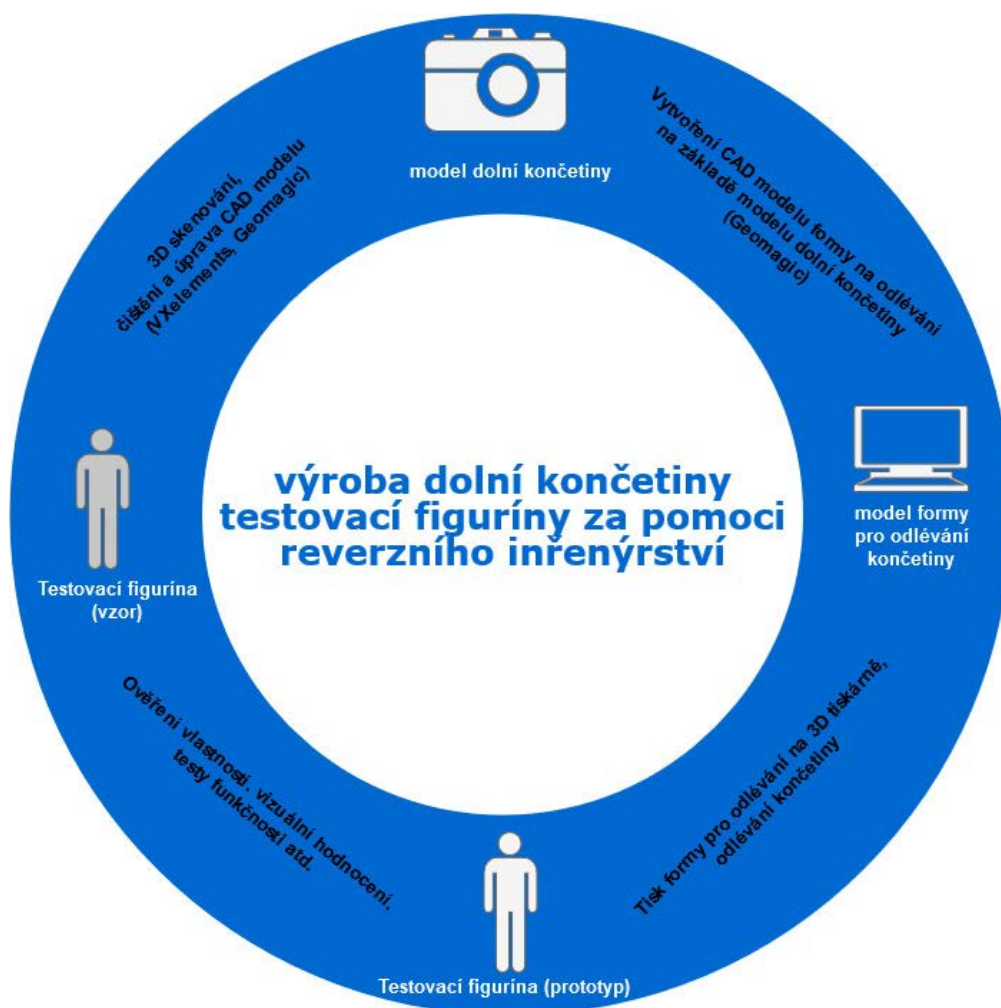 model dolní končetiny
Vytvoření CAD modelu formy na odlévání
na základě modelu dolní končetiny
(Geomagic)
model formy
pro odlévání
končetiny
Tisk formy pro odlévání na 3D tiskárně,
odlévání končetiny
Testovací figurína (prototyp)
Ověření vlastností. vizuální hodnocení.
testy funkčnosti atd.
Testovací figurína
(vzor)
3D skenování,
čištění a úprava CAD modelu
(VXelements, Geomagic)
výroba dolní končetiny
testovací figuríny za pomoci
reverzního inřenýrství